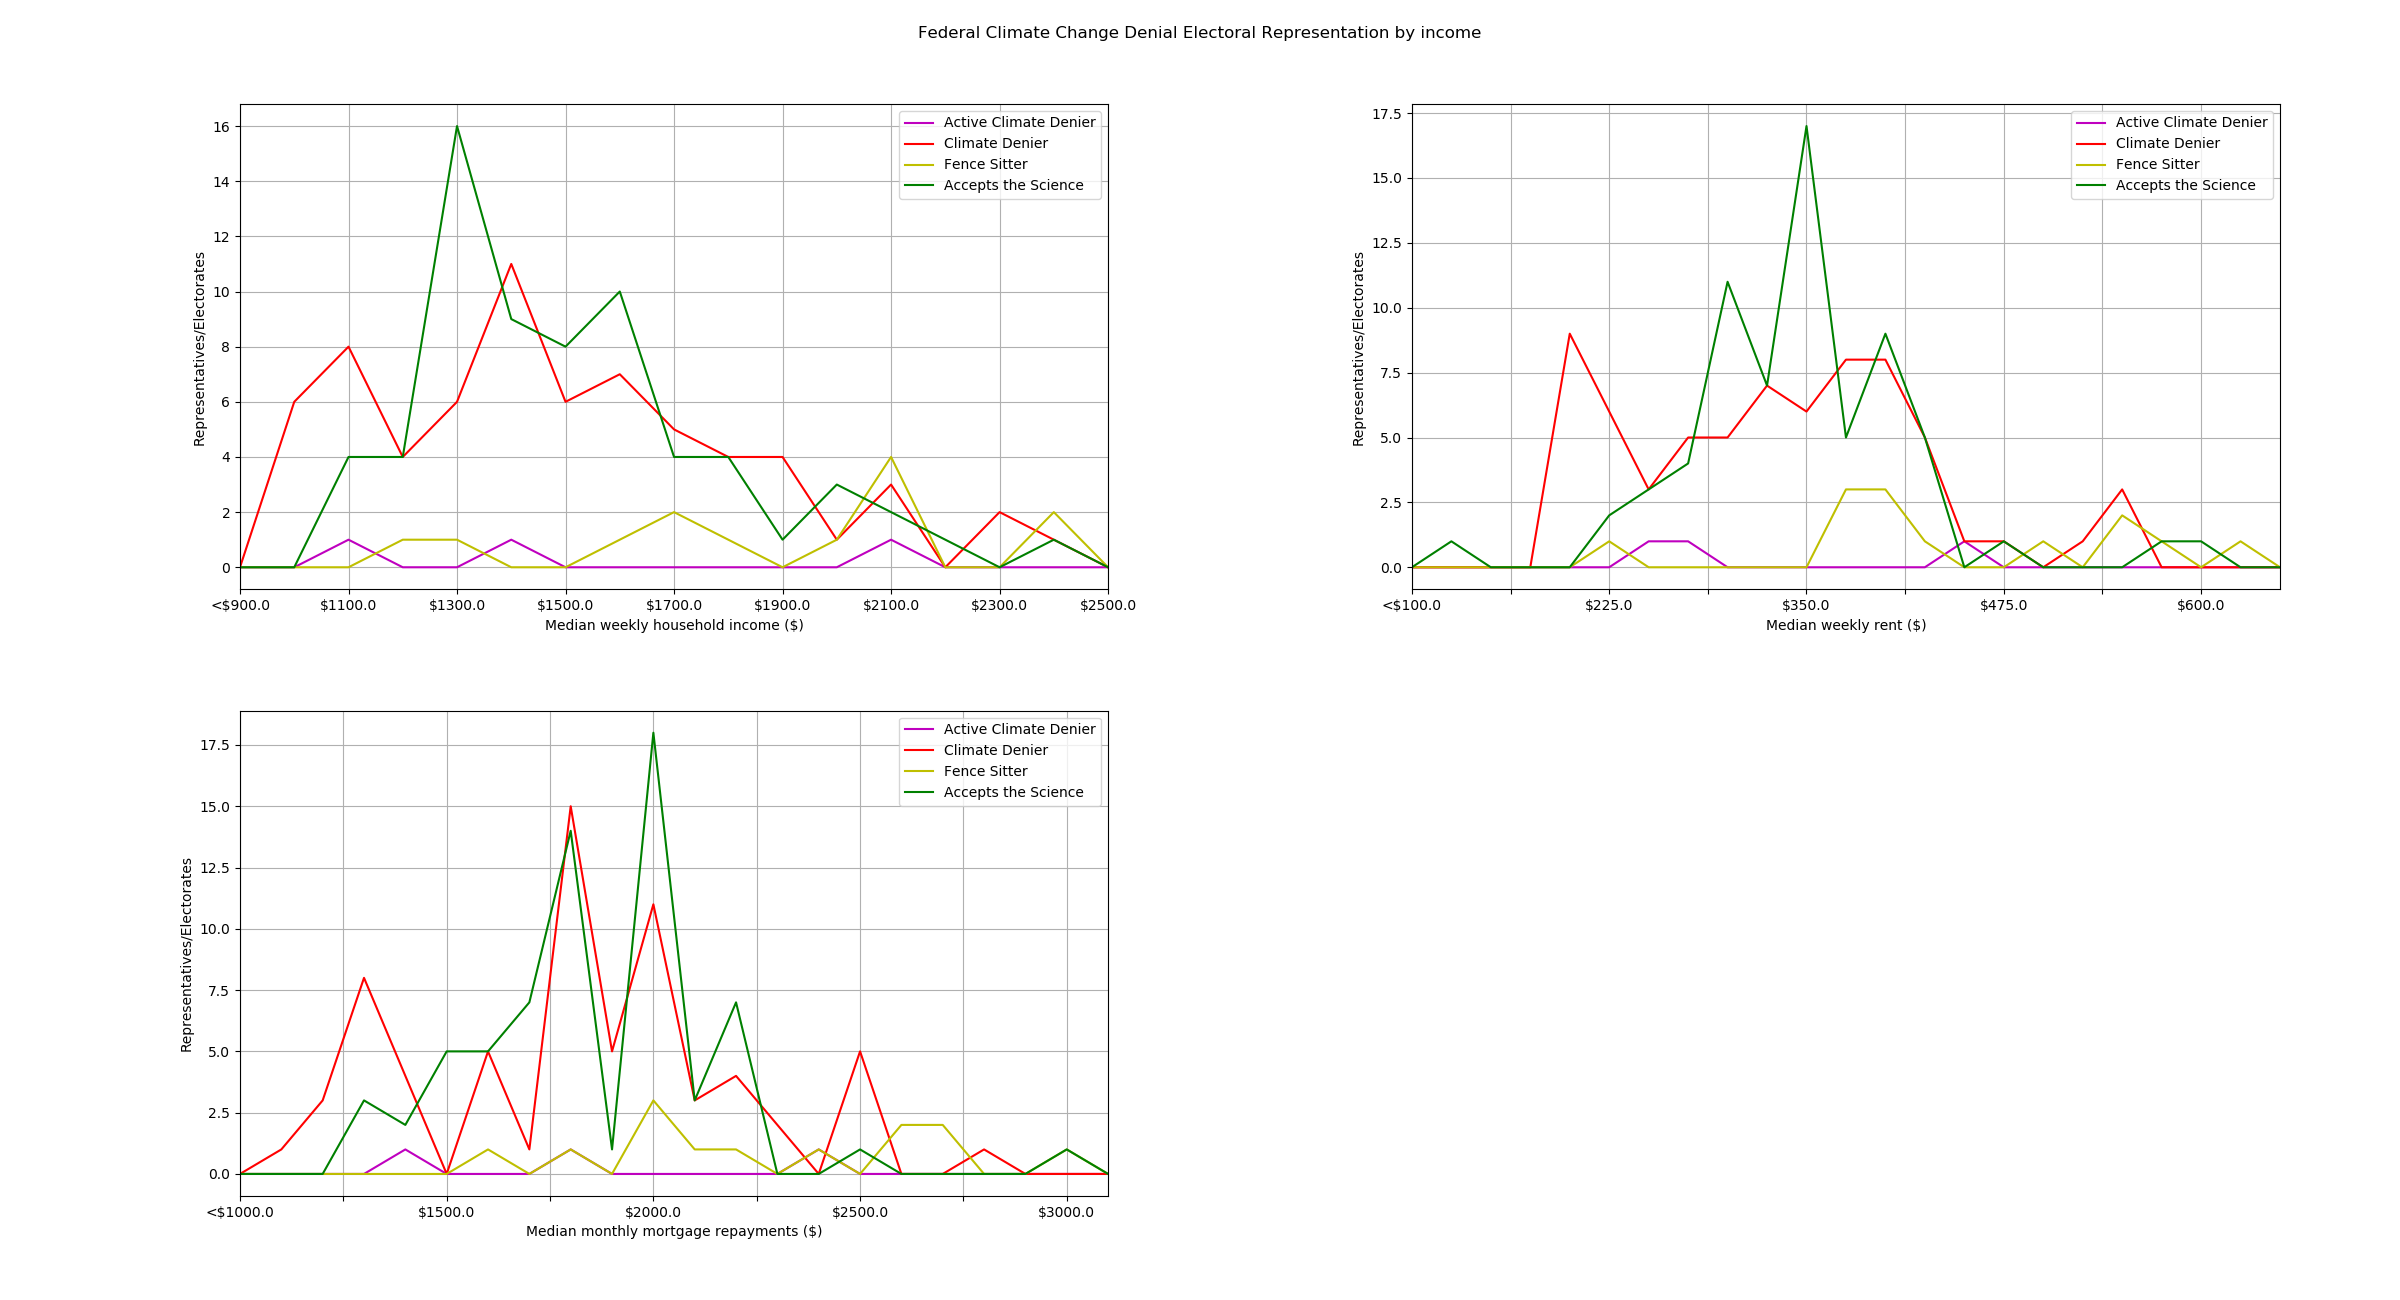 Federal Climate Change Denial Electoral Representation by income
Representatives/Electorates
16
14
12
10
8
6
4
2
0
Active Climate Denier
Climate Denier
Fence Sitter
Accepts the Science
<$900.0 $1100.0 $1300.0 $1500.0 $1700.0 $1900.0 $2100.0 $2300.0 $2500.0
Median weekly household income ($)
Representatives/Electorates
17.5
15.0
12.5
10.0
7.5
5.0
2.5
0.0
Active Climate Denier
Climate Denier
Fence Sitter
Accepts the Science
<$100.0 $225.0 $350.0 $475.0 $600.0
Median weekly rent ($)
Representatives/Electorates
17.5
15.0
12.5
10.0
7.5
5.0
2.5
0.0
Active Climate Denier
Climate Denier
Fence Sitter
Accepts the Science
<$1000.0 $1500.0 $2000.0 $2500.0 $3000.0
Median monthly mortgage repayments ($)